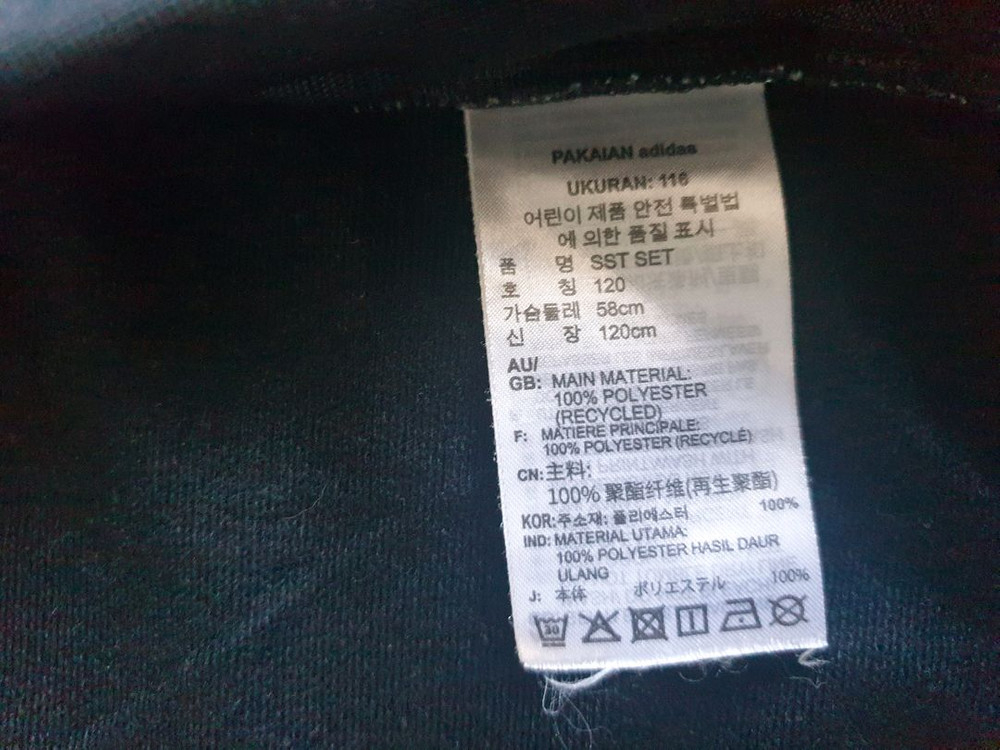 PAKAIAN adidas
UKURAN: 116
어린이 제품 안전 특별법
에 의한 품질 표시
품 명 SST SET
호 칭 120
가슴둘레 58cm
신 장 120cm
AU/
GB: MAIN MATERIAL:
100% POLYESTER
(RECYCLED)
F: MATIERE PRINCIPALE:
100% POLYESTER (RECYCLÉ)
CN: 主料:
100% 聚酯纤维(再生聚酯)
KOR: 주소재: 폴리에스터 100%
IND: MATERIAL UTAMA:
100% POLYESTER HASIL DAUR
ULANG
J: 本体 ポリエステル 100%
30